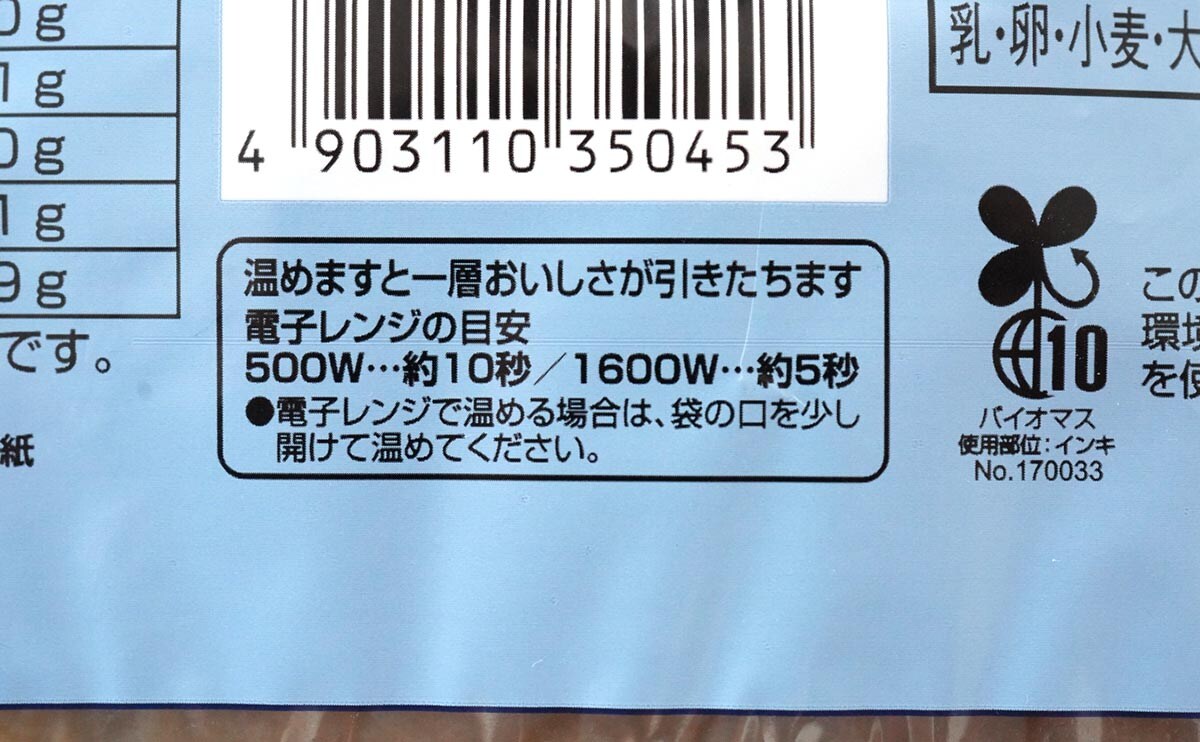 0g
1g
0g
1g
9g
です。
紙
4 903110 350453
温めますと一層おいしさが引きたちます
電子レンジの目安
500W…約10秒／1600W…約5秒
●電子レンジで温める場合は、袋の口を少し
開けて温めてください。
乳・卵・小麦・大
10
バイオマス
使用部位：インキ
No.170033
この
環境
を使